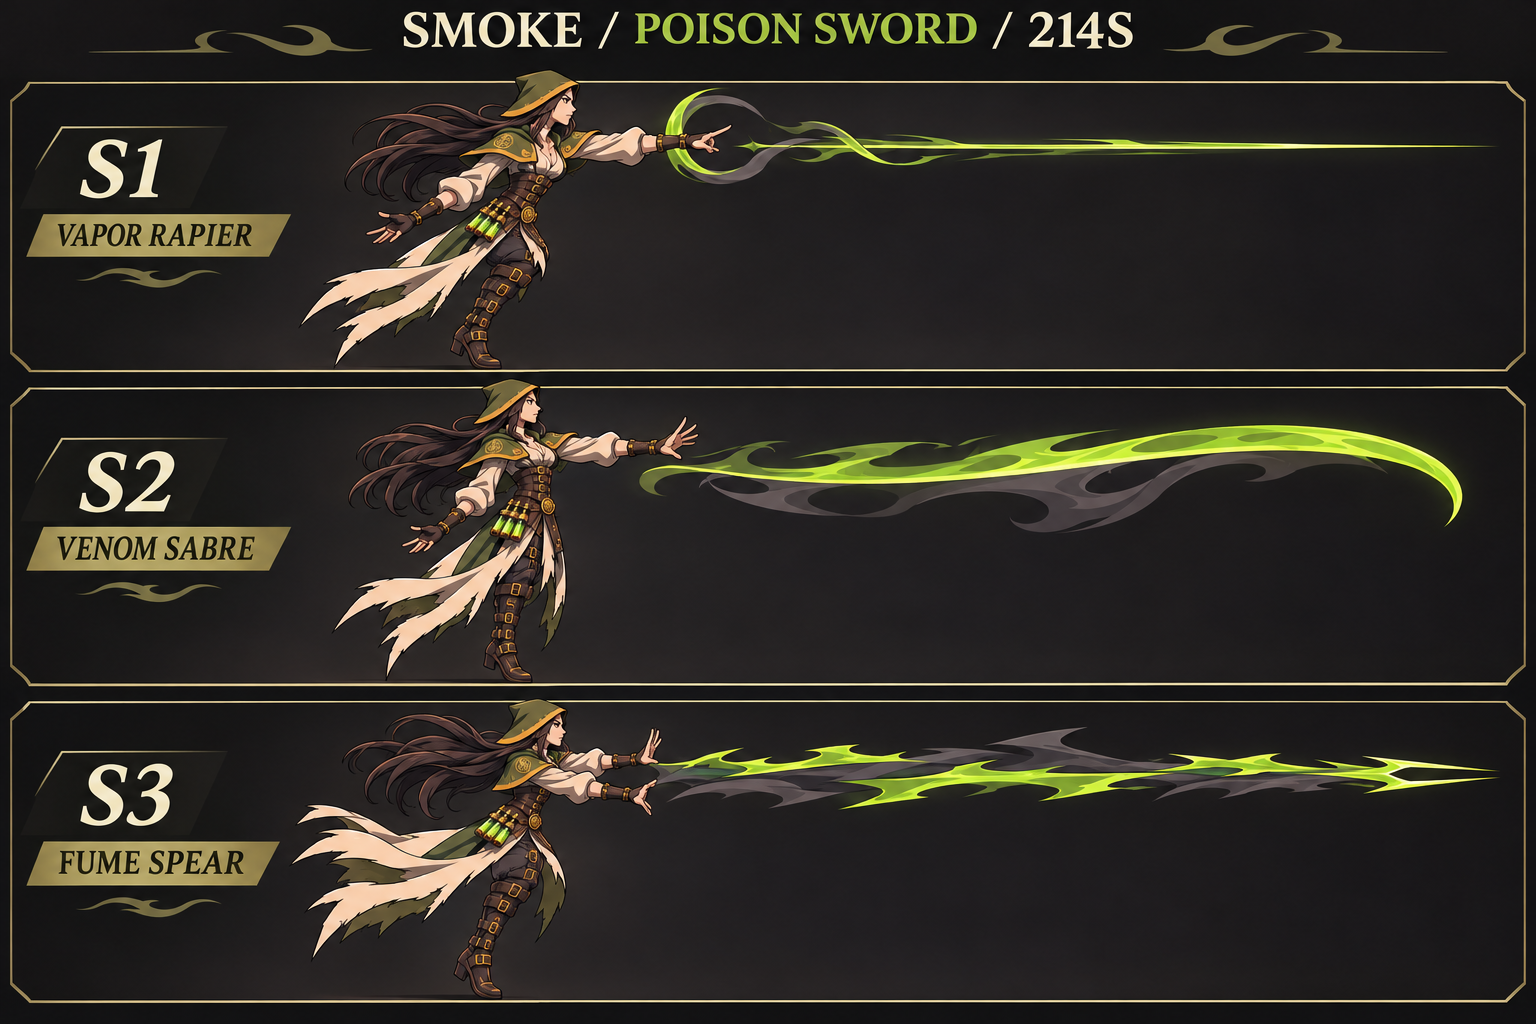 SMOKE / POISON SWORD / 214S
S1
VAPOR RAPIER
S2
VENOM SABRE
S3
FUME SPEAR